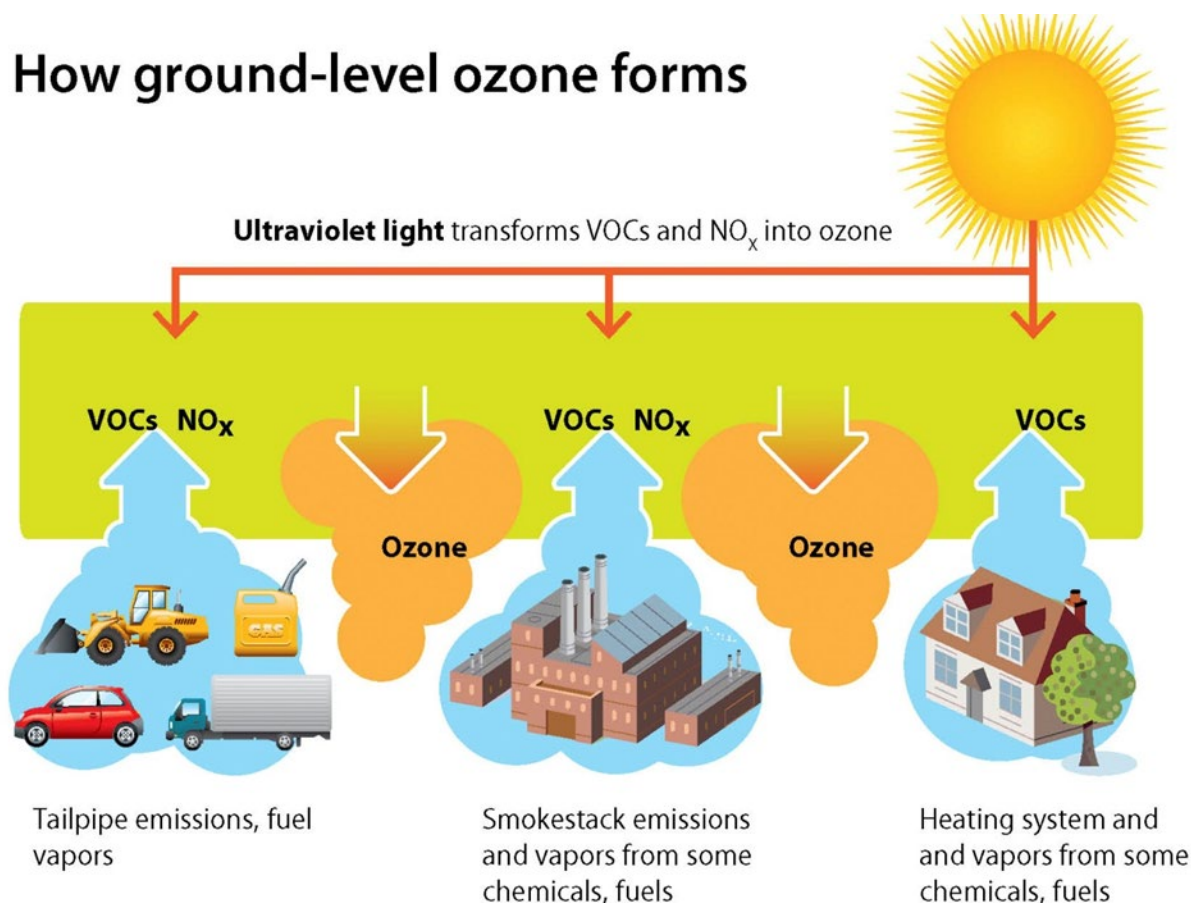 How ground-level ozone forms
Ultraviolet light transforms VOCs and NOx into ozone
VOCs NOx
VOCs NOx
VOCs
Ozone
Ozone
GAS
Tailpipe emissions, fuel
vapors
Smokestack emissions
and vapors from some
chemicals, fuels
Heating system and
and vapors from some
chemicals, fuels